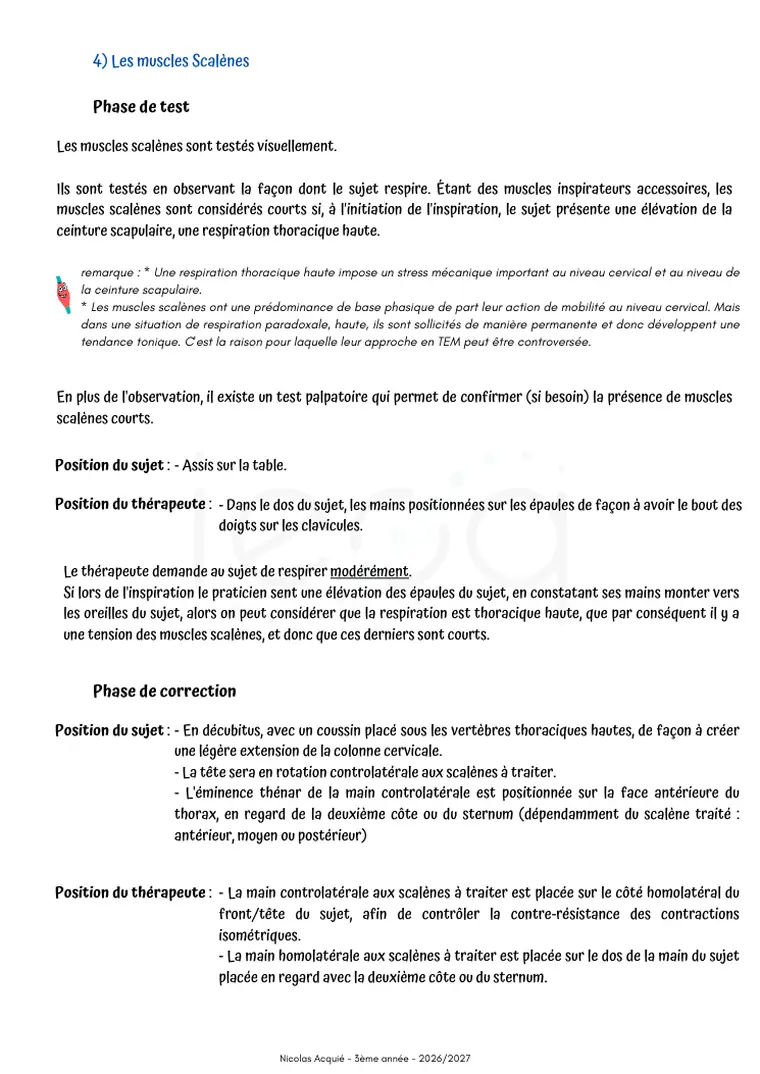 4) Les muscles Scalènes
Phase de test
Les muscles scalènes sont testés visuellement.
Ils sont testés en observant la façon dont le sujet respire. Étant des muscles inspirateurs accessoires, les
muscles scalènes sont considérés courts si, à l'initiation de l'inspiration, le sujet présente une élévation de la
ceinture scapulaire, une respiration thoracique haute.
remarque : * Une respiration thoracique haute impose un stress mécanique important au niveau cervical et au niveau de
la ceinture scapulaire.
* Les muscles scalènes ont une prédominance de base phasique de part leur action de mobilité au niveau cervical. Mais
dans une situation de respiration paradoxale, haute, ils sont sollicités de manière permanente et donc développent une
tendance tonique. C'est la raison pour laquelle leur approche en TEM peut être controversée.
En plus de l'observation, il existe un test palpatoire qui permet de confirmer (si besoin) la présence de muscles
scalènes courts.
Position du sujet : - Assis sur la table.
Position du thérapeute : - Dans le dos du sujet, les mains positionnées sur les épaules de façon à avoir le bout des
doigts sur les clavicules.
Le thérapeute demande au sujet de respirer modérément.
Si lors de l'inspiration le praticien sent une élévation des épaules du sujet, en constatant ses mains monter vers
les oreilles du sujet, alors on peut considérer que la respiration est thoracique haute, que par conséquent il y a
une tension des muscles scalènes, et donc que ces derniers sont courts.
Phase de correction
Position du sujet : - En décubitus, avec un coussin placé sous les vertèbres thoraciques hautes, de façon à créer
une légère extension de la colonne cervicale.
- La tête sera en rotation controlatérale aux scalènes à traiter.
- L'éminence thénar de la main controlatérale est positionnée sur la face antérieure du
thorax, en regard de la deuxième côte ou du sternum (dépendamment du scalène traité :
antérieur, moyen ou postérieur)
Position du thérapeute : - La main controlatérale aux scalènes à traiter est placée sur le côté homolatéral du
front/tête du sujet, afin de contrôler la contre-résistance des contractions
isométriques.
- La main homolatérale aux scalènes à traiter est placée sur le dos de la main du sujet
placée en regard avec la deuxième côte ou du sternum.
Nicolas Acquié - 3ème année - 2026/2027